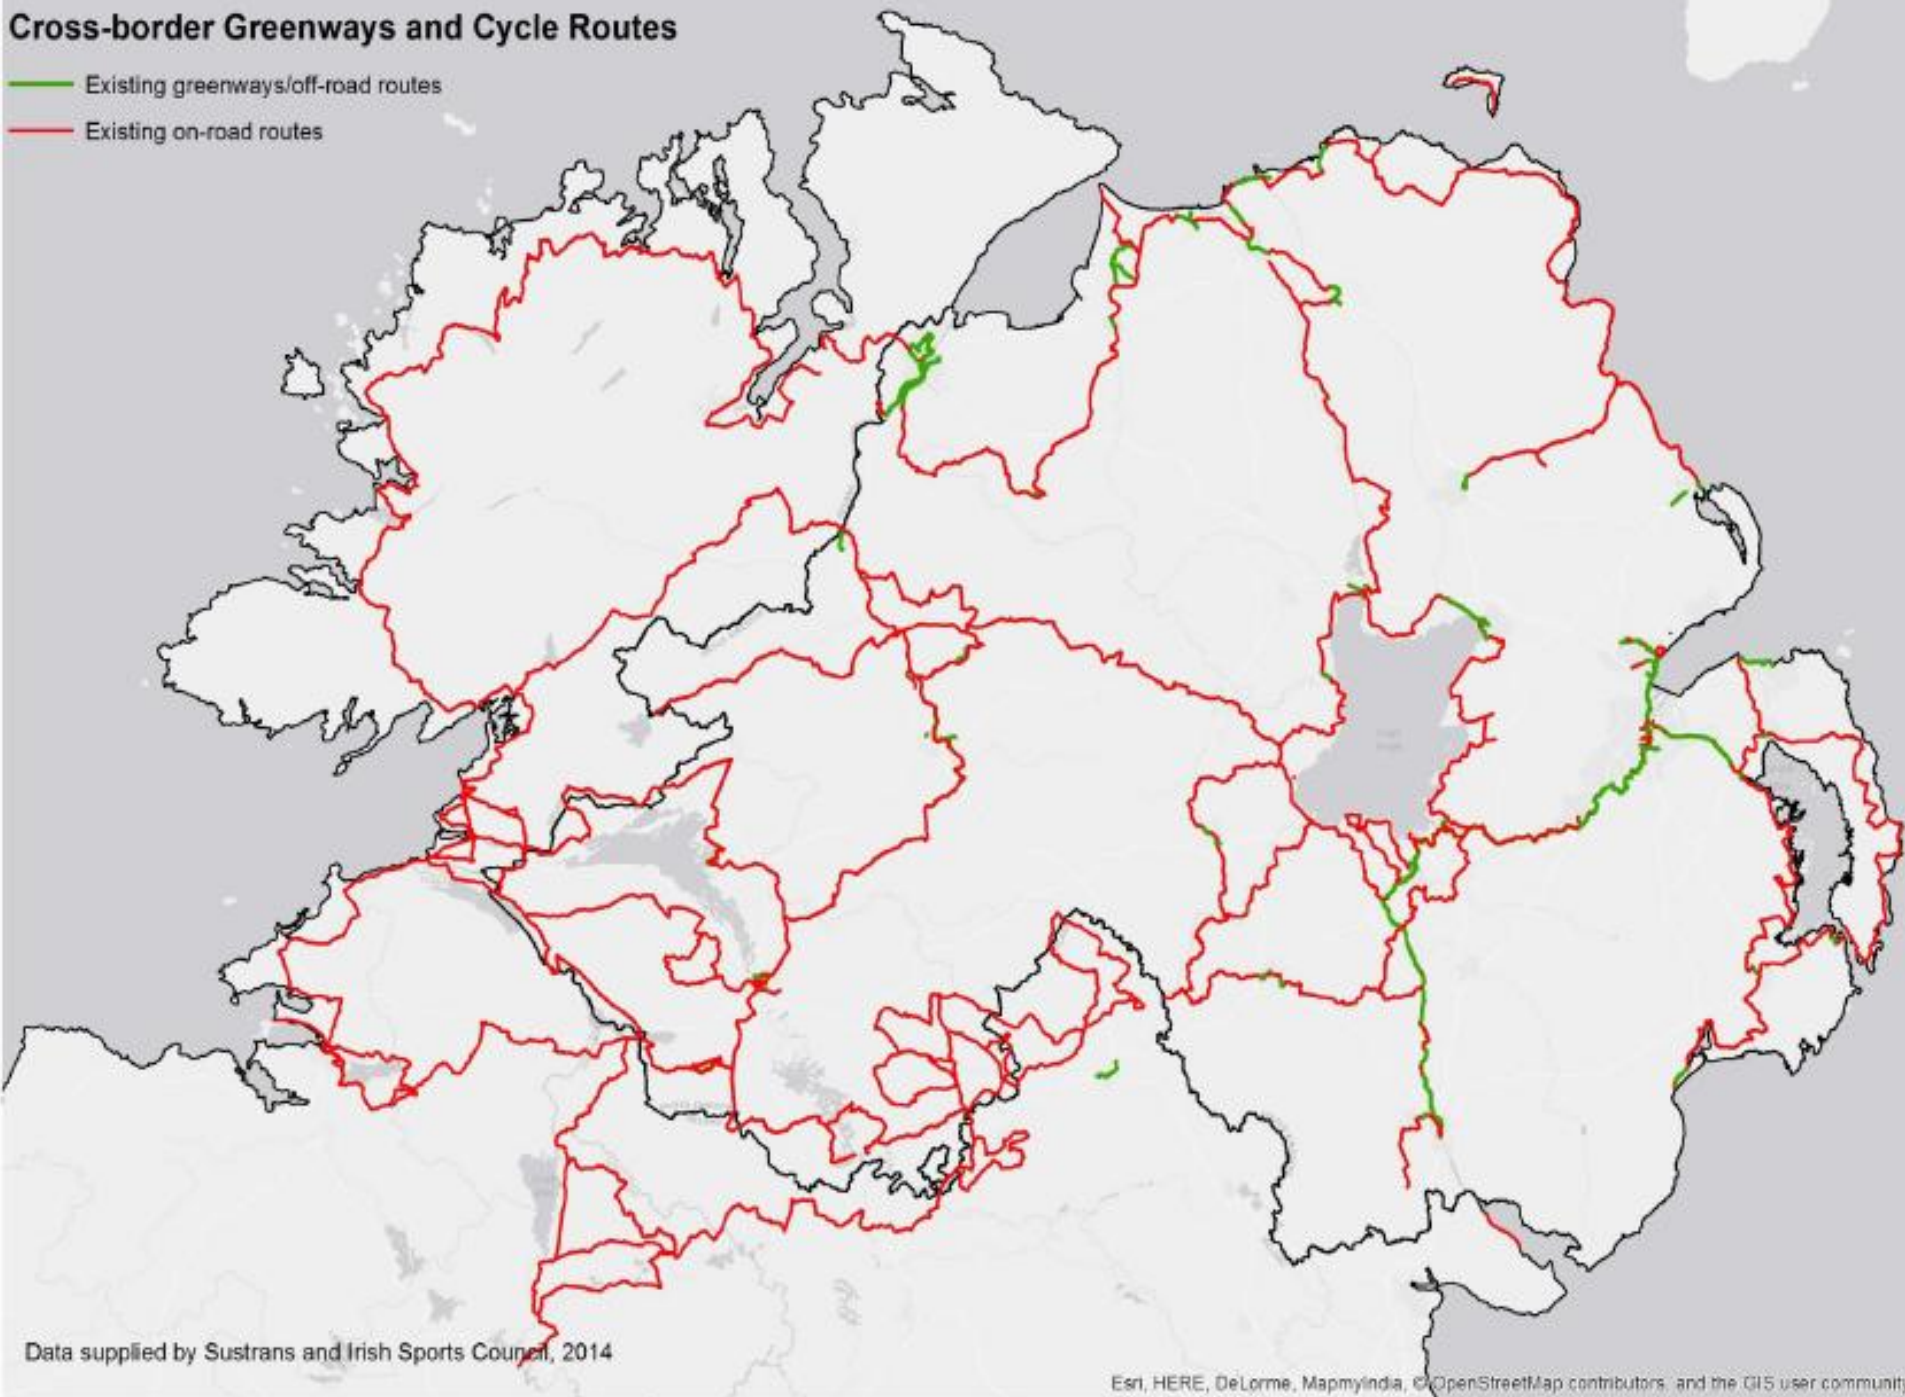 Cross-border Greenways and Cycle Routes
Existing greenways/off-road routes
Existing on-road routes
Data supplied by Sustrans and Irish Sports Council, 2014
Esri, HERE, DeLorme, MapmyIndia, © OpenStreetMap contributors, and the GIS user community